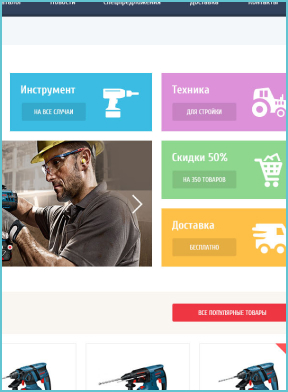 Новости Спецпредложения Доставка Контакты
Инструмент
НА ВСЕ СЛУЧАИ
Техника
ДЛЯ СТРОЙКИ
Скидки 50%
НА 350 ТОВАРОВ
Доставка
БЕСПЛАТНО
ВСЕ ПОПУЛЯРНЫЕ ТОВАРЫ